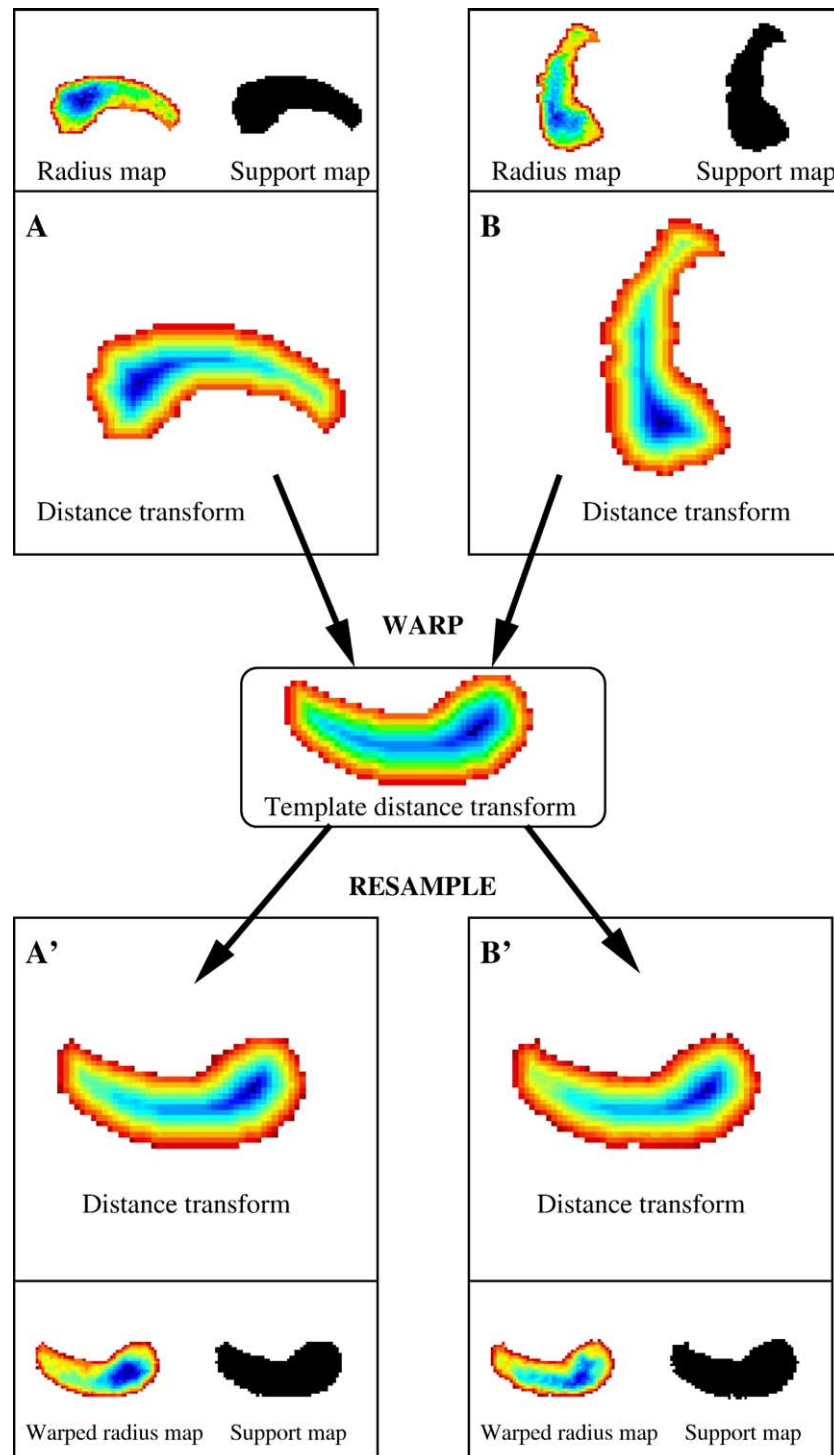 Radius map
Support map
Radius map
Support map
A
B
Distance transform
Distance transform
WARP
Template distance transform
RESAMPLE
A’
B’
Distance transform
Distance transform
Warped radius map
Support map
Warped radius map
Support map